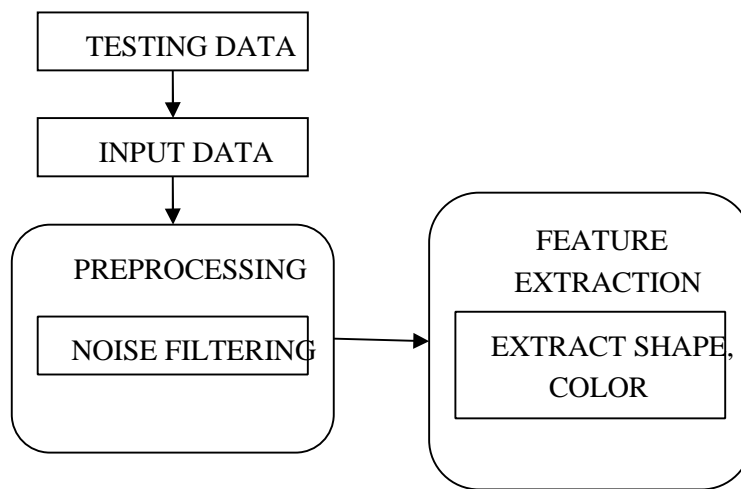 TESTING DATA
INPUT DATA
PREPROCESSING
NOISE FILTERING
FEATURE
EXTRACTION
EXTRACT SHAPE,
COLOR